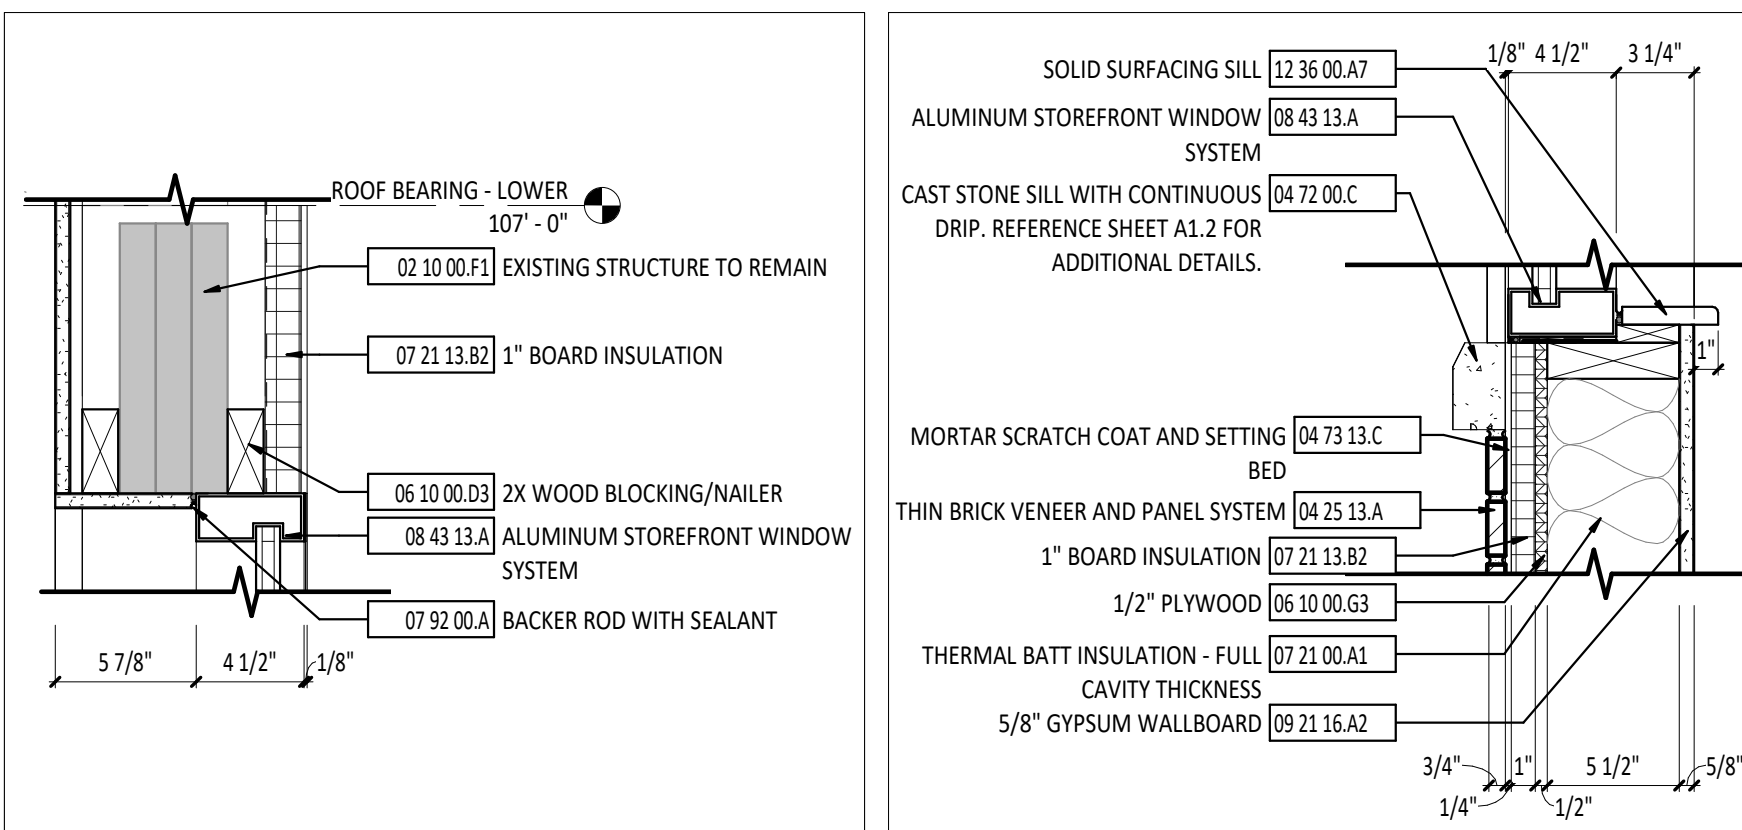 ROOF BEARING - LOWER
107' - 0"
02 10 00.F1 EXISTING STRUCTURE TO REMAIN
07 21 13.B2 1" BOARD INSULATION
06 10 00.D3 2X WOOD BLOCKING/NAILER
08 43 13.A ALUMINUM STOREFRONT WINDOW
SYSTEM
07 92 00.A BACKER ROD WITH SEALANT
5 7/8" 4 1/2" 1/8"
1/8" 4 1/2" 3 1/4"
SOLID SURFACING SILL 12 36 00.A7
ALUMINUM STOREFRONT WINDOW 08 43 13.A
SYSTEM
CAST STONE SILL WITH CONTINUOUS 04 72 00.C
DRIP. REFERENCE SHEET A1.2 FOR
ADDITIONAL DETAILS.
1"
MORTAR SCRATCH COAT AND SETTING 04 73 13.C
BED
THIN BRICK VENEER AND PANEL SYSTEM 04 25 13.A
1" BOARD INSULATION 07 21 13.B2
1/2" PLYWOOD 06 10 00.G3
THERMAL BATT INSULATION - FULL 07 21 00.A1
CAVITY THICKNESS
5/8" GYPSUM WALLBOARD 09 21 16.A2
3/4" 1" 5 1/2" 5/8"
1/4" 1/2"